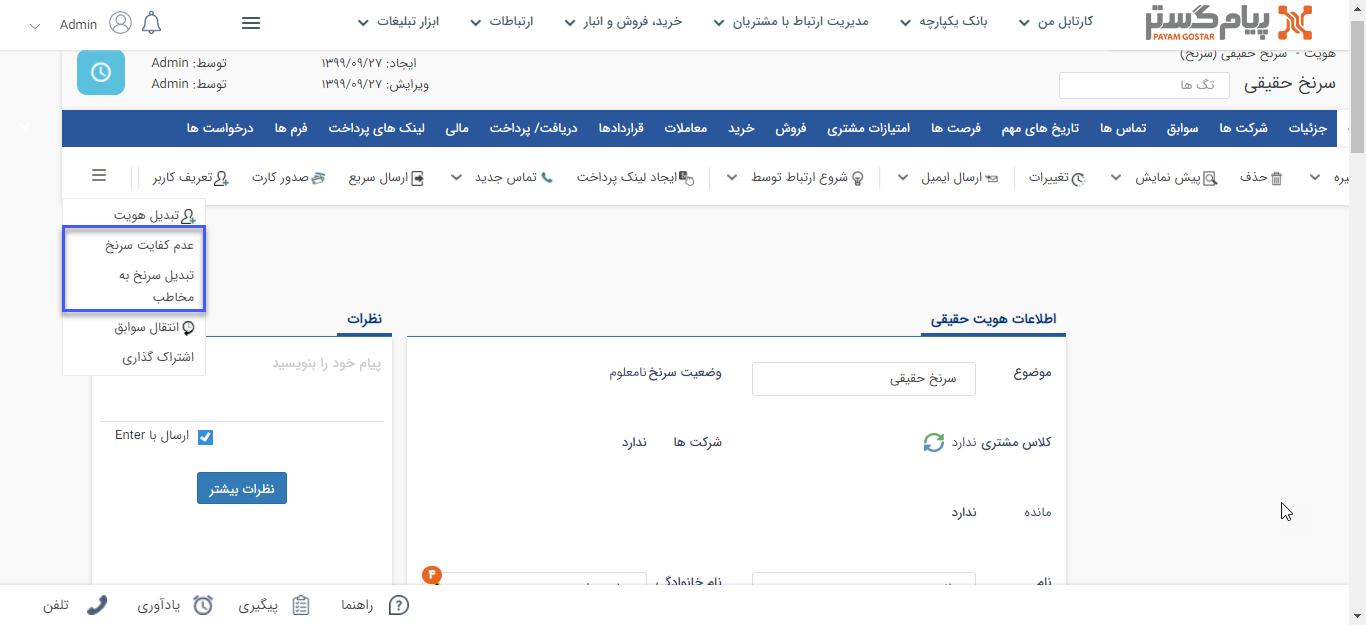 پیام گستر
PAYAM GOSTAR
کارتابل من
بانک یکپارچه
مدیریت ارتباط با مشتریان
خرید، فروش و انبار
ارتباطات
ابزار تبلیغات
Admin
هویت - سرنخ حقیقی (سرنخ)
سرنخ حقیقی
تگ ها
ایجاد: ۱۳۹۹/۰۹/۲۷
توسط: Admin
ویرایش: ۱۳۹۹/۰۹/۲۷
توسط: Admin
جزئیات
شرکت ها
سوابق
تماس ها
تاریخ های مهم
فرصت ها
امتیازات مشتری
فروش
خرید
معاملات
قراردادها
دریافت/ پرداخت
مالی
لینک های پرداخت
فرم ها
درخواست ها
حذف
پیش نمایش
تغییرات
ارسال ایمیل
شروع ارتباط توسط
ایجاد لینک پرداخت
تماس جدید
ارسال سریع
صدور کارت
تعریف کاربر
تبدیل هویت
عدم کفایت سرنخ
تبدیل سرنخ به
مخاطب
انتقال سوابق
اشتراک گذاری
اطلاعات هویت حقیقی
موضوع
سرنخ حقیقی
وضعیت سرنخ نامعلوم
کلاس مشتری ندارد
شرکت ها
ندارد
مانده
ندارد
نام
نام خانوادگی
۴
نظرات
پیام خود را بنویسید
ارسال با Enter
نظرات بیشتر
راهنما
پیگیری
یادآوری
تلفن